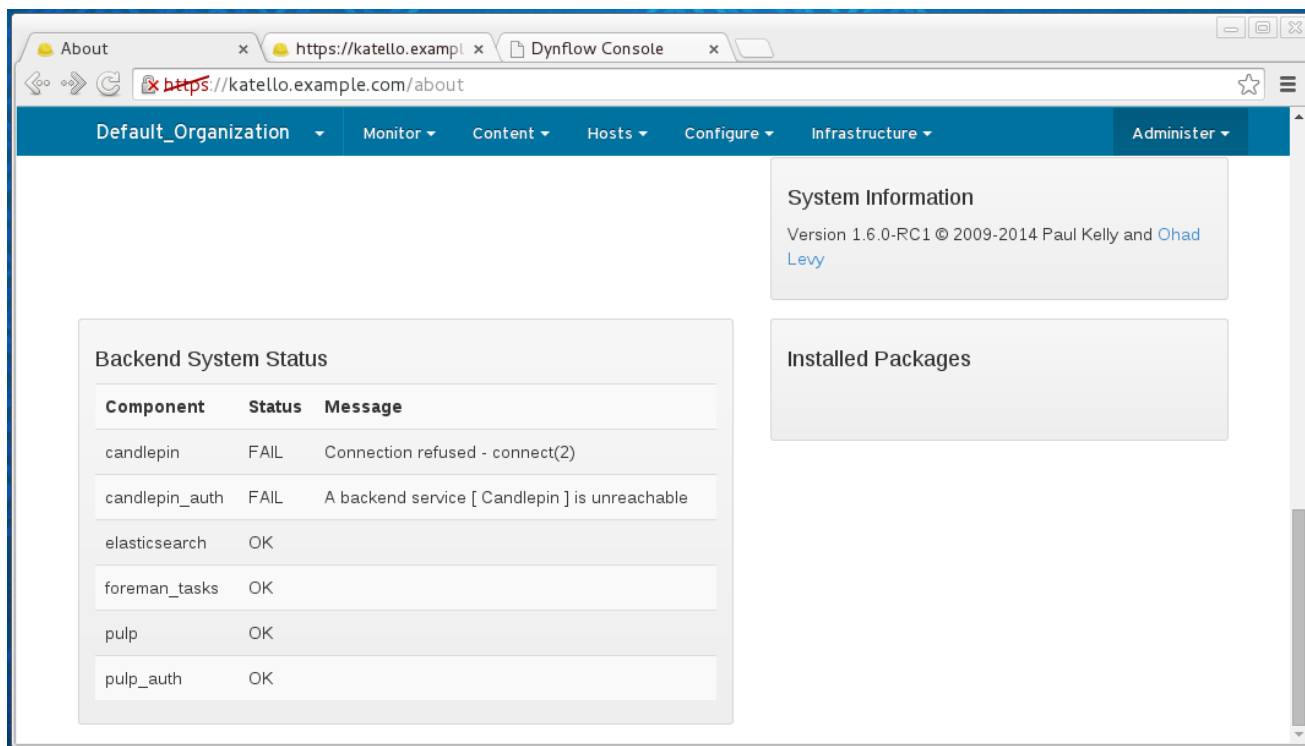 About
https://katello.exampl
Dynflow Console
https://katello.example.com/about
Default_Organization Monitor Content Hosts Configure Infrastructure Administer
System Information
Version 1.6.0-RC1 © 2009-2014 Paul Kelly and Ohad
Levy
Backend System Status
Component Status Message
candlepin FAIL Connection refused - connect(2)
candlepin_auth FAIL A backend service [ Candlepin ] is unreachable
elasticsearch OK
foreman_tasks OK
pulp OK
pulp_auth OK
Installed Packages